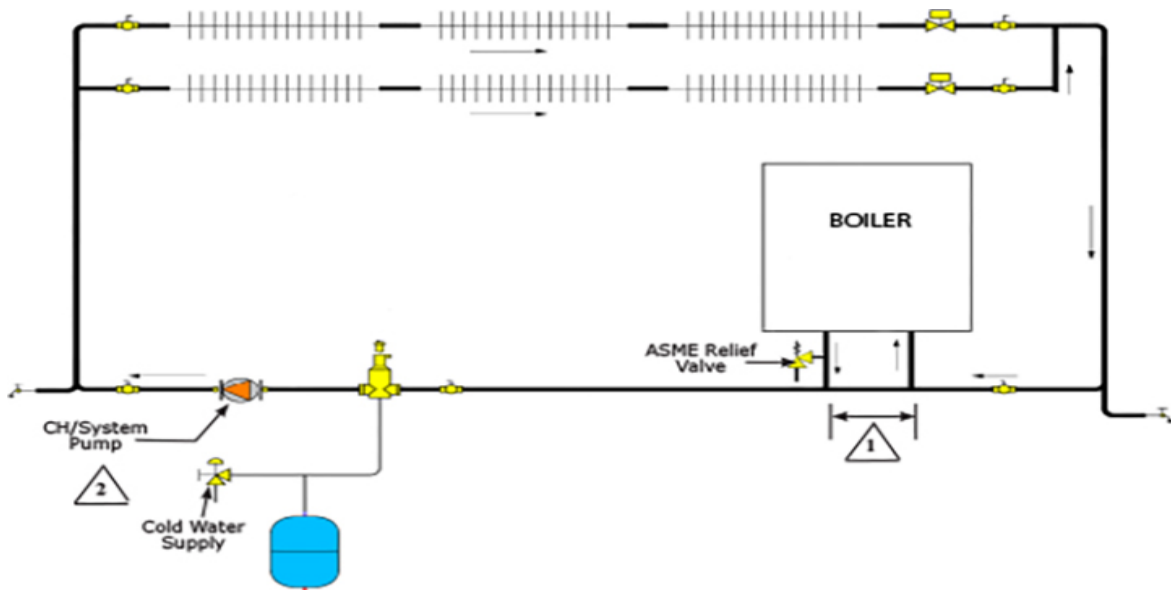 BOILER
ASME Relief
Valve
CH/System
Pump
1
2
Cold Water
Supply